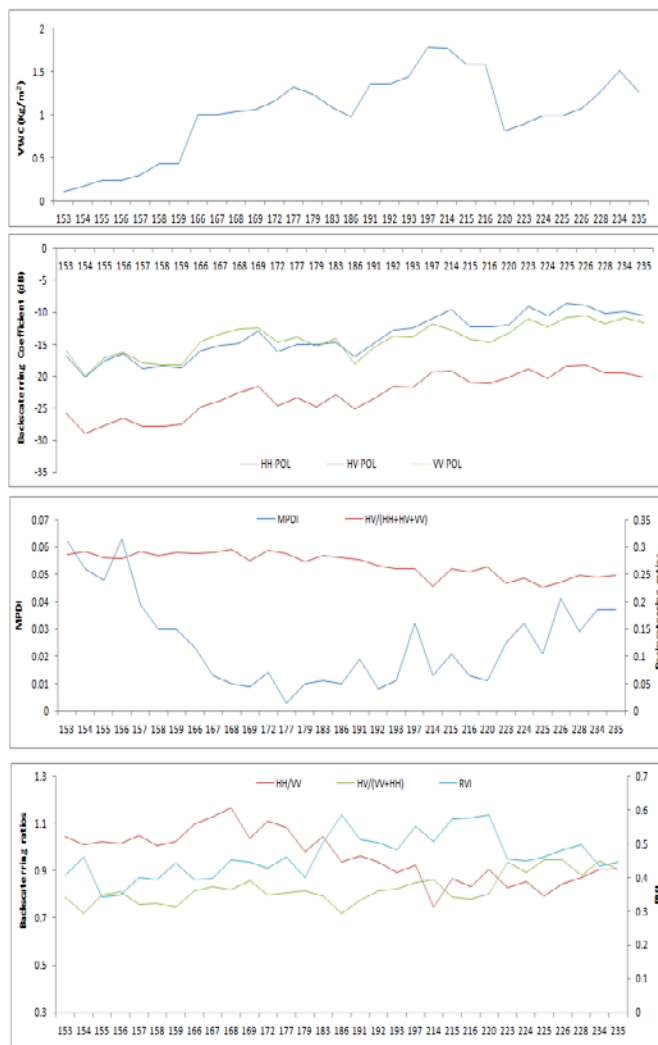 VWC(Kg/m²)
2
1.5
1
0.5
0
153 154 155 156 157 158 159 166 167 168 169 172 177 179 183 186 191 192 193 197 214 215 216 220 223 224 225 226 228 234 235
Backscaterring Coefficient (dB)
0
153 154 155 156 157 158 159 166 167 168 169 172 177 179 183 186 191 192 193 197 214 215 216 220 223 224 225 226 228 234 235
-5
-10
-15
-20
-25
-30
-35
HH POL HV POL VV POL
MPDI HV/(HH+HV+VV)
MPDI
0.07 0.35
0.06 0.3
0.05 0.25
0.04 0.2
0.03 0.15
0.02 0.1
0.01 0.05
0 0
153 154 155 156 157 158 159 166 167 168 169 172 177 179 183 186 191 192 193 197 214 215 216 220 223 224 225 226 228 234 235
HH/VV HV/(VV+HH) RVI
Backscaterring ratios
1.3 0.7
0.6
1.1 0.5
0.9 0.4
0.7 0.3
0.2
0.5 0.1
0.3 0
153 154 155 156 157 158 159 166 167 168 169 172 177 179 183 186 191 192 193 197 214 215 216 220 223 224 225 226 228 234 235